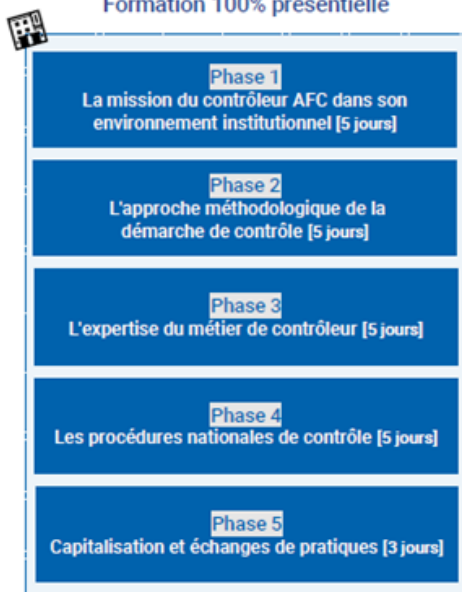 Formation 100% présentielle
Phase 1
La mission du contrôleur AFC dans son
environnement institutionnel [5 jours]
Phase 2
L'approche méthodologique de la
démarche de contrôle [5 jours]
Phase 3
L'expertise du métier de contrôleur [5 jours]
Phase 4
Les procédures nationales de contrôle [5 jours]
Phase 5
Capitalisation et échanges de pratiques [3 jours]